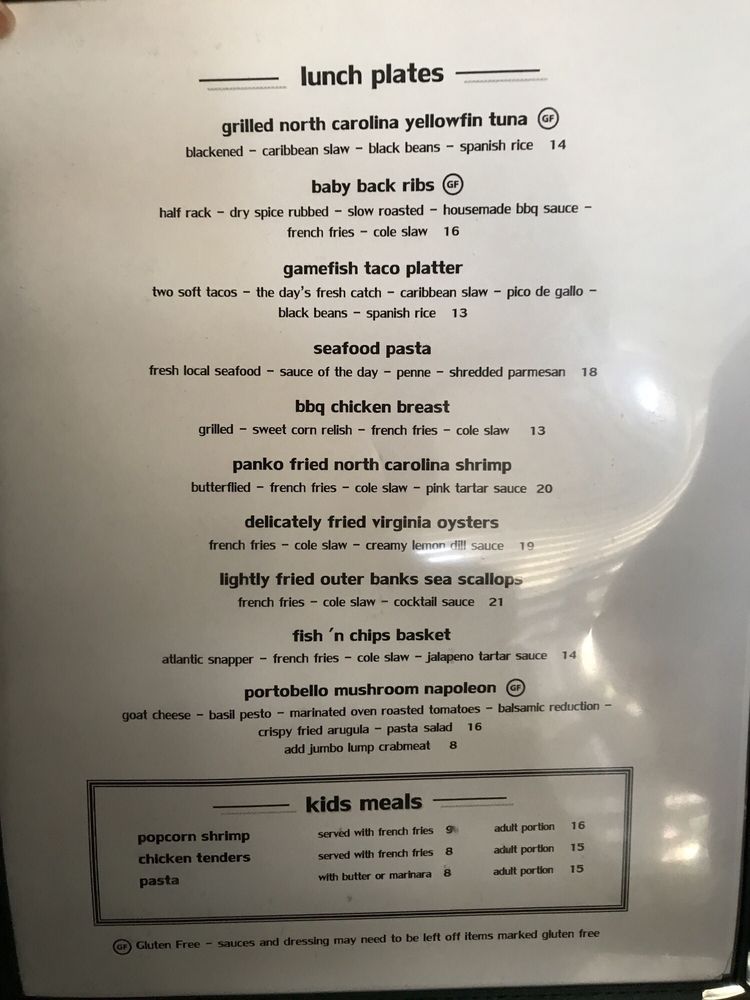 lunch plates
grilled north carolina yellowfin tuna GF
blackened – caribbean slaw – black beans – spanish rice 14
baby back ribs GF
half rack – dry spice rubbed – slow roasted – housemade bbq sauce –
french fries – cole slaw 16
gamefish taco platter
two soft tacos – the day's fresh catch – caribbean slaw – pico de gallo –
black beans – spanish rice 13
seafood pasta
fresh local seafood – sauce of the day – penne – shredded parmesan 18
bbq chicken breast
grilled – sweet corn relish – french fries – cole slaw 13
panko fried north carolina shrimp
butterflied – french fries – cole slaw – pink tartar sauce 20
delicately fried virginia oysters
french fries – cole slaw – creamy lemon dill sauce 19
lightly fried outer banks sea scallops
french fries – cole slaw – cocktail sauce 21
fish 'n chips basket
atlantic snapper – french fries – cole slaw – jalapeno tartar sauce 14
portobello mushroom napoleon GF
goat cheese – basil pesto – marinated oven roasted tomatoes – balsamic reduction –
crispy fried arugula – pasta salad 16
add jumbo lump crabmeat 8
kids meals
popcorn shrimp served with french fries 9 adult portion 16
chicken tenders served with french fries 8 adult portion 15
pasta with butter or marinara 8 adult portion 15
GF Gluten Free – sauces and dressing may need to be left off items marked gluten free